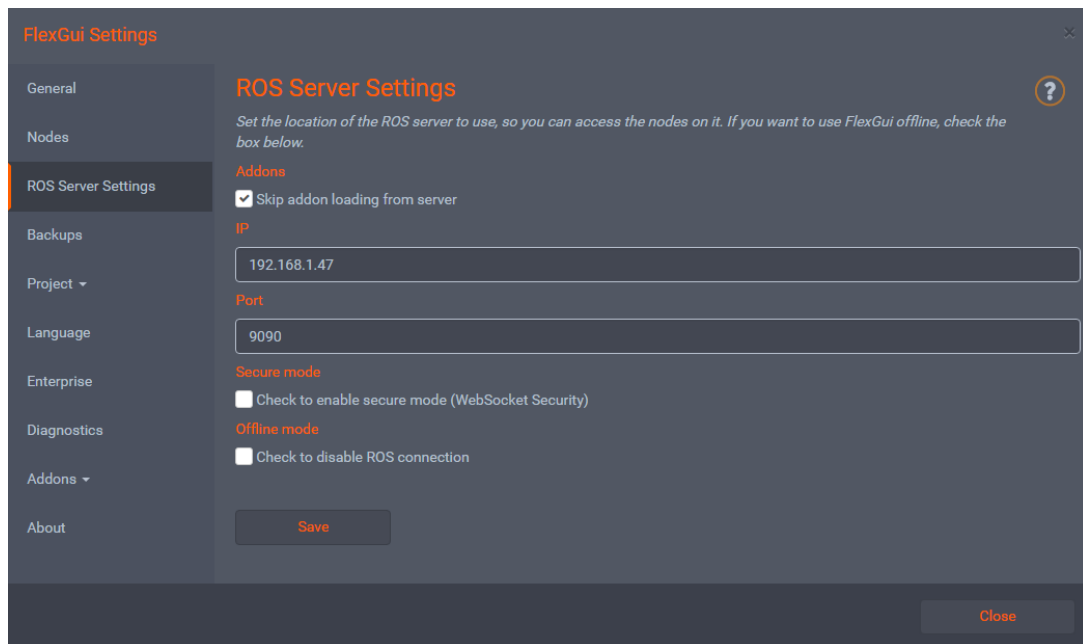 FlexGui Settings
×
General
Nodes
ROS Server Settings
Backups
Project
Language
Enterprise
Diagnostics
Addons
About
ROS Server Settings
?
Set the location of the ROS server to use, so you can access the nodes on it. If you want to use FlexGui offline, check the
box below.
Addons
Skip addon loading from server
IP
192.168.1.47
Port
9090
Secure mode
Check to enable secure mode (WebSocket Security)
Offline mode
Check to disable ROS connection
Save
Close